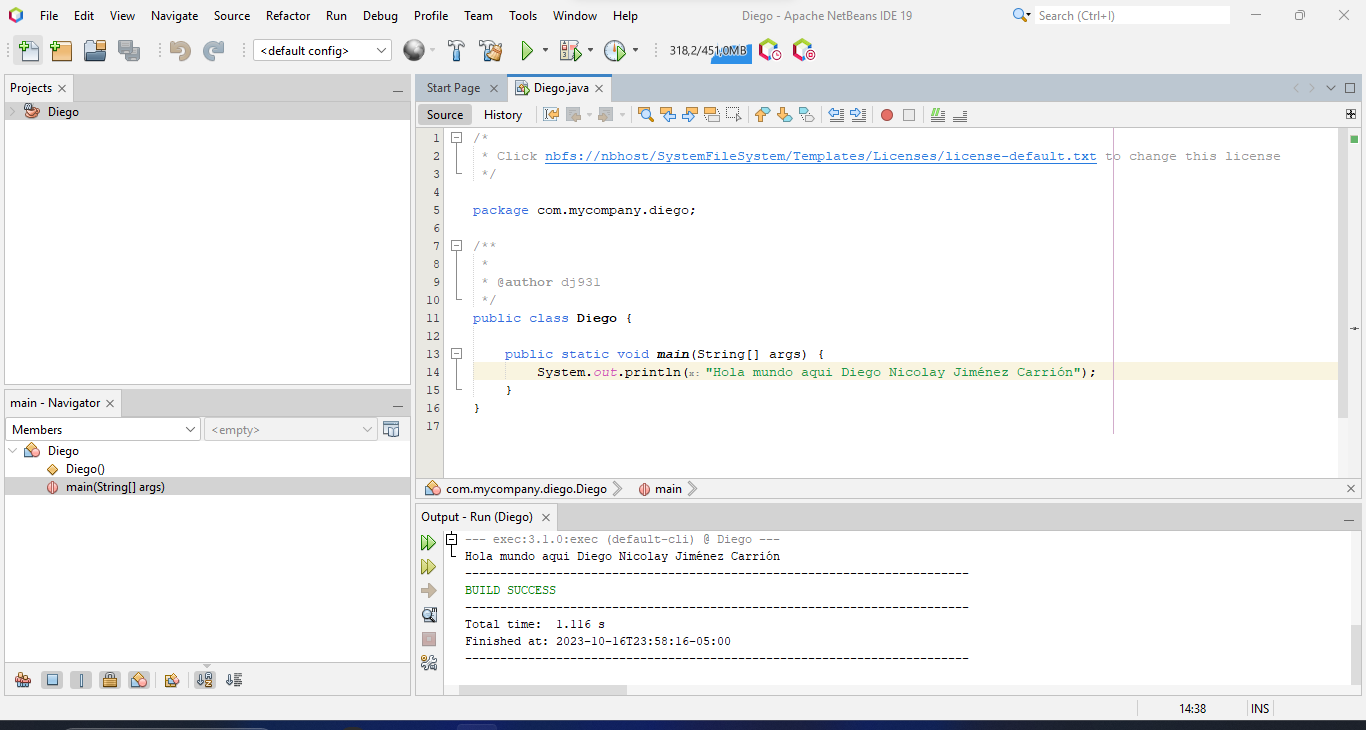 File Edit View Navigate Source Refactor Run Debug Profile Team Tools Window Help
Diego - Apache NetBeans IDE 19
Search (Ctrl+I)
<default config>
318,2/451,0MB
Projects
Diego
Start Page
Diego.java
Source History
1 /*
2 * Click nbfs://nbhost/SystemFileSystem/Templates/Licenses/license-default.txt to change this license
3 */
4
5 package com.mycompany.diego;
6
7 /**
8 *
9 * @author dj931
10 */
11 public class Diego {
12
13 public static void main(String[] args) {
14 System.out.println(x: "Hola mundo aqui Diego Nicolay Jiménez Carrión");
15 }
16 }
17
main - Navigator
Members
<empty>
Diego
Diego()
main(String[] args)
com.mycompany.diego.Diego
main
Output - Run (Diego)
--- exec:3.1.0:exec (default-cli) @ Diego ---
Hola mundo aqui Diego Nicolay Jiménez Carrión
------------------------------------------------------------------------
BUILD SUCCESS
------------------------------------------------------------------------
Total time:  1.116 s
Finished at: 2023-10-16T23:58:16-05:00
------------------------------------------------------------------------
14:38
INS